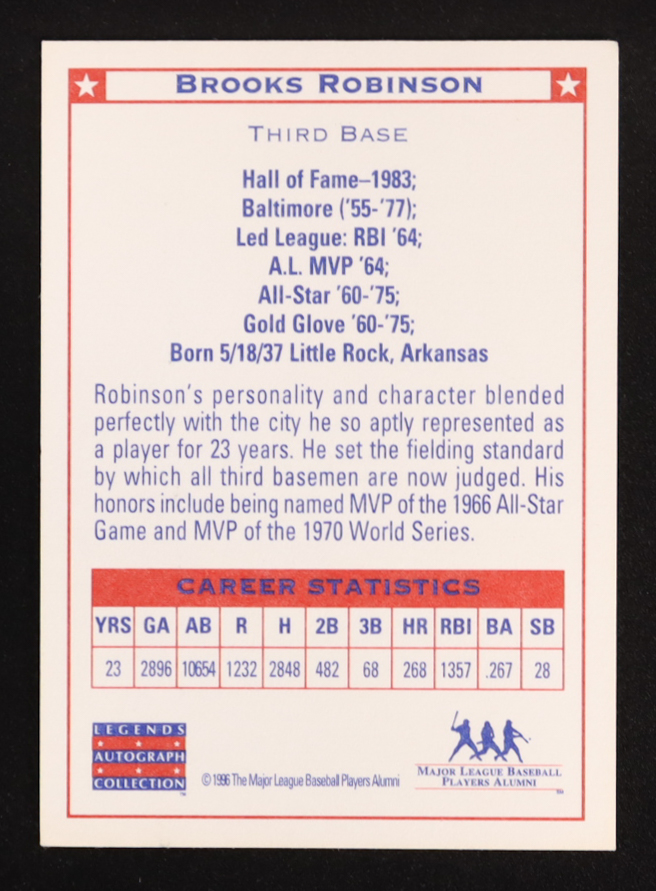 BROOKS ROBINSON
THIRD BASE
Hall of Fame–1983;
Baltimore ('55-'77);
Led League: RBI '64;
A.L. MVP '64;
All-Star '60-'75;
Gold Glove '60-'75;
Born 5/18/37 Little Rock, Arkansas
Robinson's personality and character blended
perfectly with the city he so aptly represented as
a player for 23 years. He set the fielding standard
by which all third basemen are now judged. His
honors include being named MVP of the 1966 All-Star
Game and MVP of the 1970 World Series.
CAREER STATISTICS
YRS GA AB R H 2B 3B HR RBI BA SB
23 2896 10654 1232 2848 482 68 268 1357 .267 28
LEGENDS
AUTOGRAPH
COLLECTION™
©1996 The Major League Baseball Players Alumni
MAJOR LEAGUE BASEBALL
PLAYERS ALUMNI